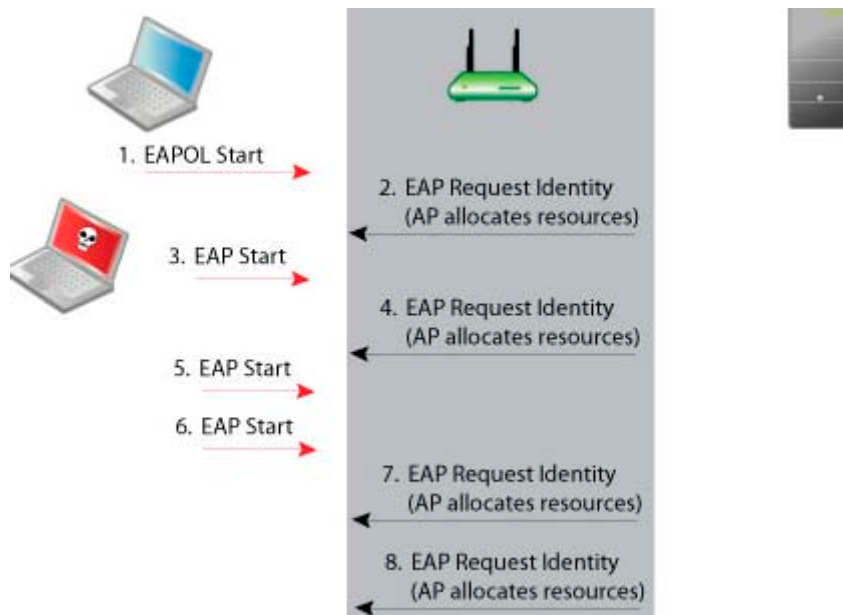 1. EAPOL Start
2. EAP Request Identity
(AP allocates resources)
3. EAP Start
4. EAP Request Identity
(AP allocates resources)
5. EAP Start
6. EAP Start
7. EAP Request Identity
(AP allocates resources)
8. EAP Request Identity
(AP allocates resources)